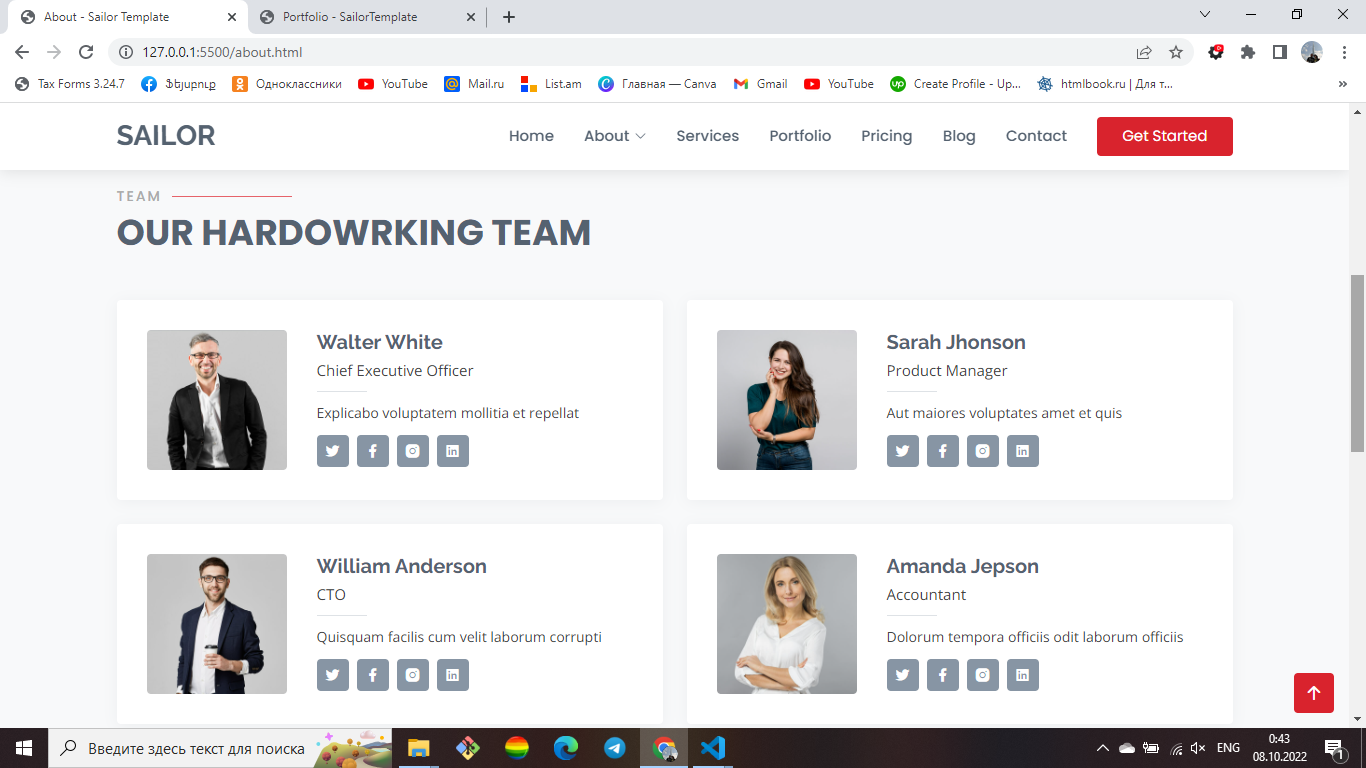 About - Sailor Template
Portfolio - SailorTemplate
127.0.0.1:5500/about.html
Tax Forms 3.24.7 Ֆեյսբուք Одноклассники YouTube Mail.ru List.am Главная — Canva Gmail YouTube Create Profile - Up... htmlbook.ru | Для т... »
SAILOR
Home About Services Portfolio Pricing Blog Contact Get Started
TEAM
OUR HARDOWRKING TEAM
Walter White
Chief Executive Officer
Explicabo voluptatem mollitia et repellat
Sarah Jhonson
Product Manager
Aut maiores voluptates amet et quis
William Anderson
CTO
Quisquam facilis cum velit laborum corrupti
Amanda Jepson
Accountant
Dolorum tempora officiis odit laborum officiis
Введите здесь текст для поиска
ENG
0:43
08.10.2022
1